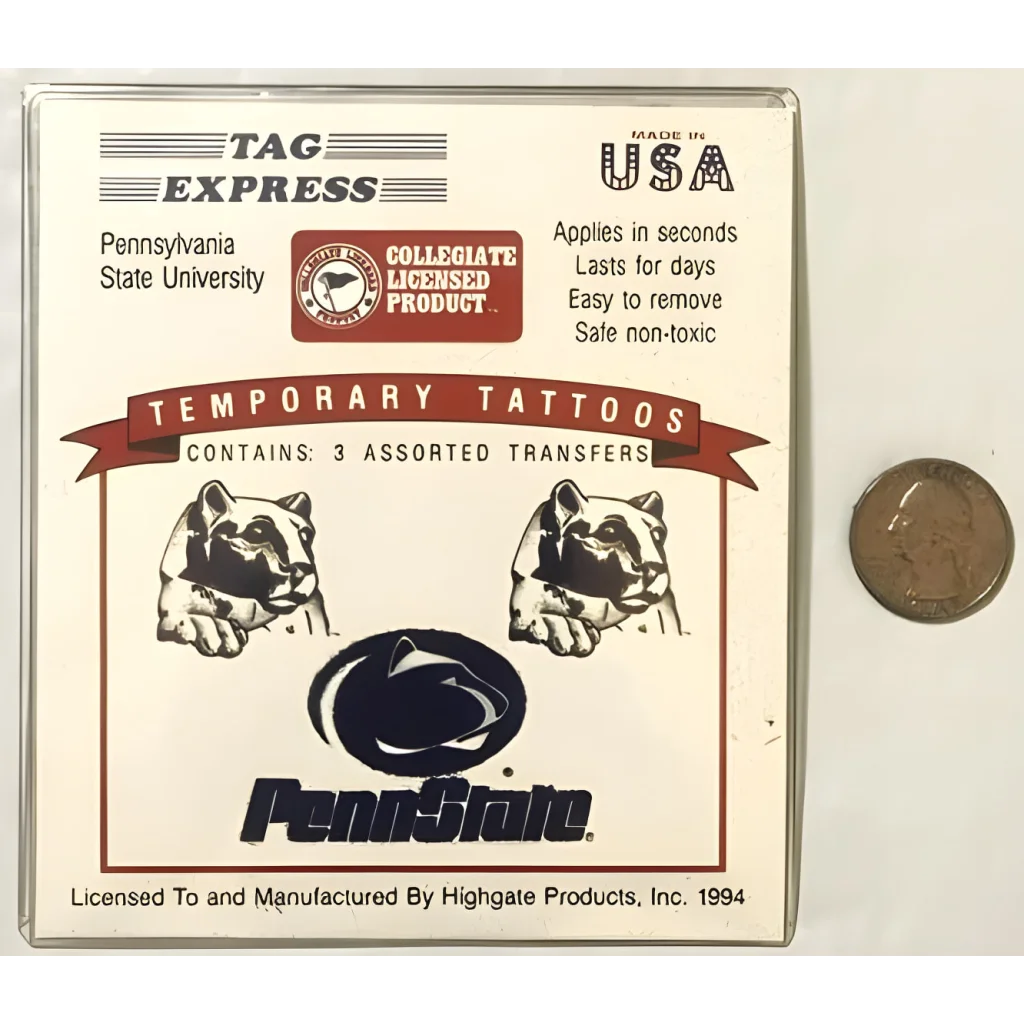 TAG
EXPRESS
MADE IN
USA
Pennsylvania
State University
COLLEGIATE
LICENSED
PRODUCT
Applies in seconds
Lasts for days
Easy to remove
Safe non-toxic
TEMPORARY TATTOOS
CONTAINS: 3 ASSORTED TRANSFERS
PennState
Licensed To and Manufactured By Highgate Products, Inc. 1994